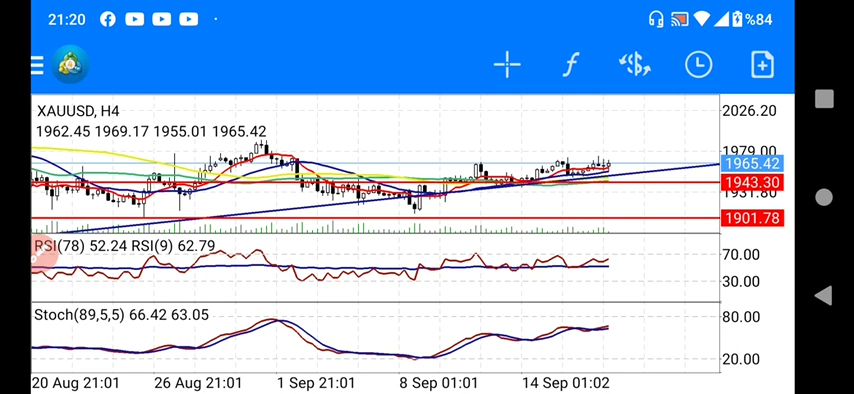 21:20
%84
XAUUSD, H4
1962.45 1969.17 1955.01 1965.42
2026.20
1979.00
1965.42
1943.30
1931.80
1901.78
RSI(78) 52.24 RSI(9) 62.79
70.00
30.00
Stoch(89,5,5) 66.42 63.05
80.00
20.00
20 Aug 21:01 26 Aug 21:01 1 Sep 21:01 8 Sep 01:01 14 Sep 01:02